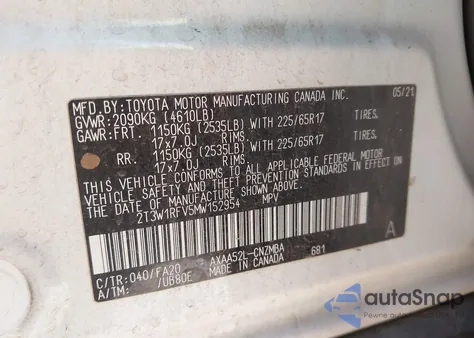 MFD.BY: TOYOTA MOTOR MANUFACTURING CANADA INC. 05/21
GVWR: 2090KG (4610LB)
GAWR: FRT. 1150KG (2535LB) WITH 225/65R17 TIRES.
17x7.0J RIMS.
RR. 1150KG (2535LB) WITH 225/65R17 TIRES.
17x7.0J RIMS.
THIS VEHICLE CONFORMS TO ALL APPLICABLE FEDERAL MOTOR
VEHICLE SAFETY AND THEFT PREVENTION STANDARDS IN EFFECT ON
THE DATE OF MANUFACTURE SHOWN ABOVE.
2T3W1RFV5MW152954 MPV
C/TR: 040/FA20 AXAA52L-CNZMBA 681 A
A/TM: /UB80E MADE IN CANADA
autoSnap
Pewne auto